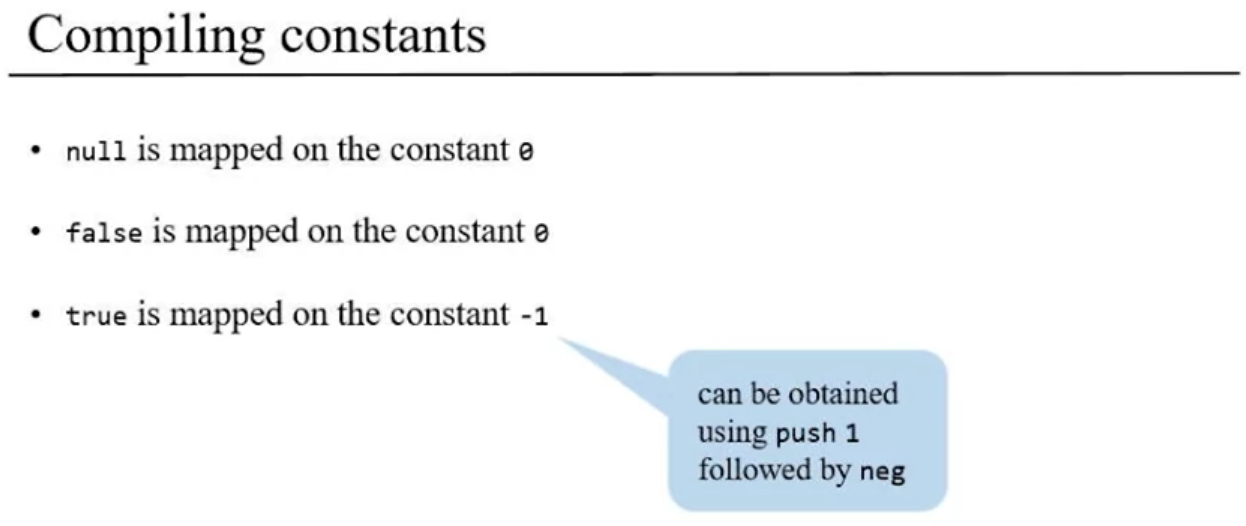 Compiling constants
• null is mapped on the constant 0
• false is mapped on the constant 0
• true is mapped on the constant -1
can be obtained
using push 1
followed by neg